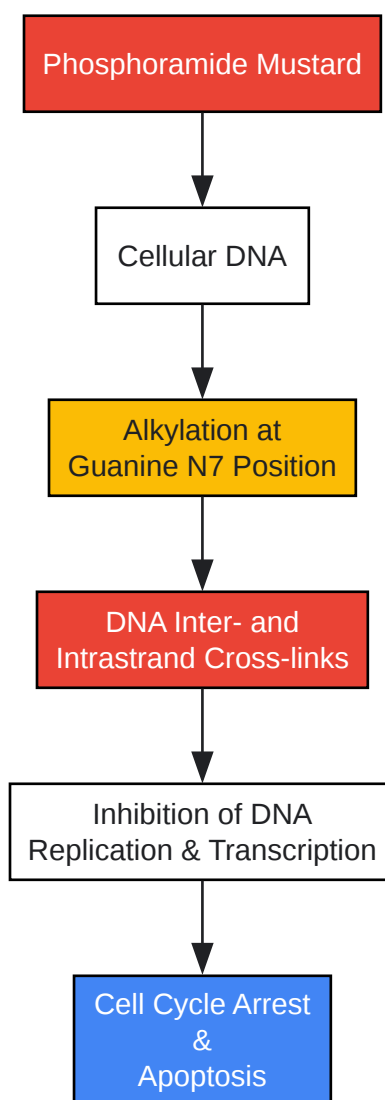 Phosphoramide Mustard
Cellular DNA
Alkylation at
Guanine N7 Position
DNA Inter- and
Intrastrand Cross-links
Inhibition of DNA
Replication & Transcription
Cell Cycle Arrest
&
Apoptosis